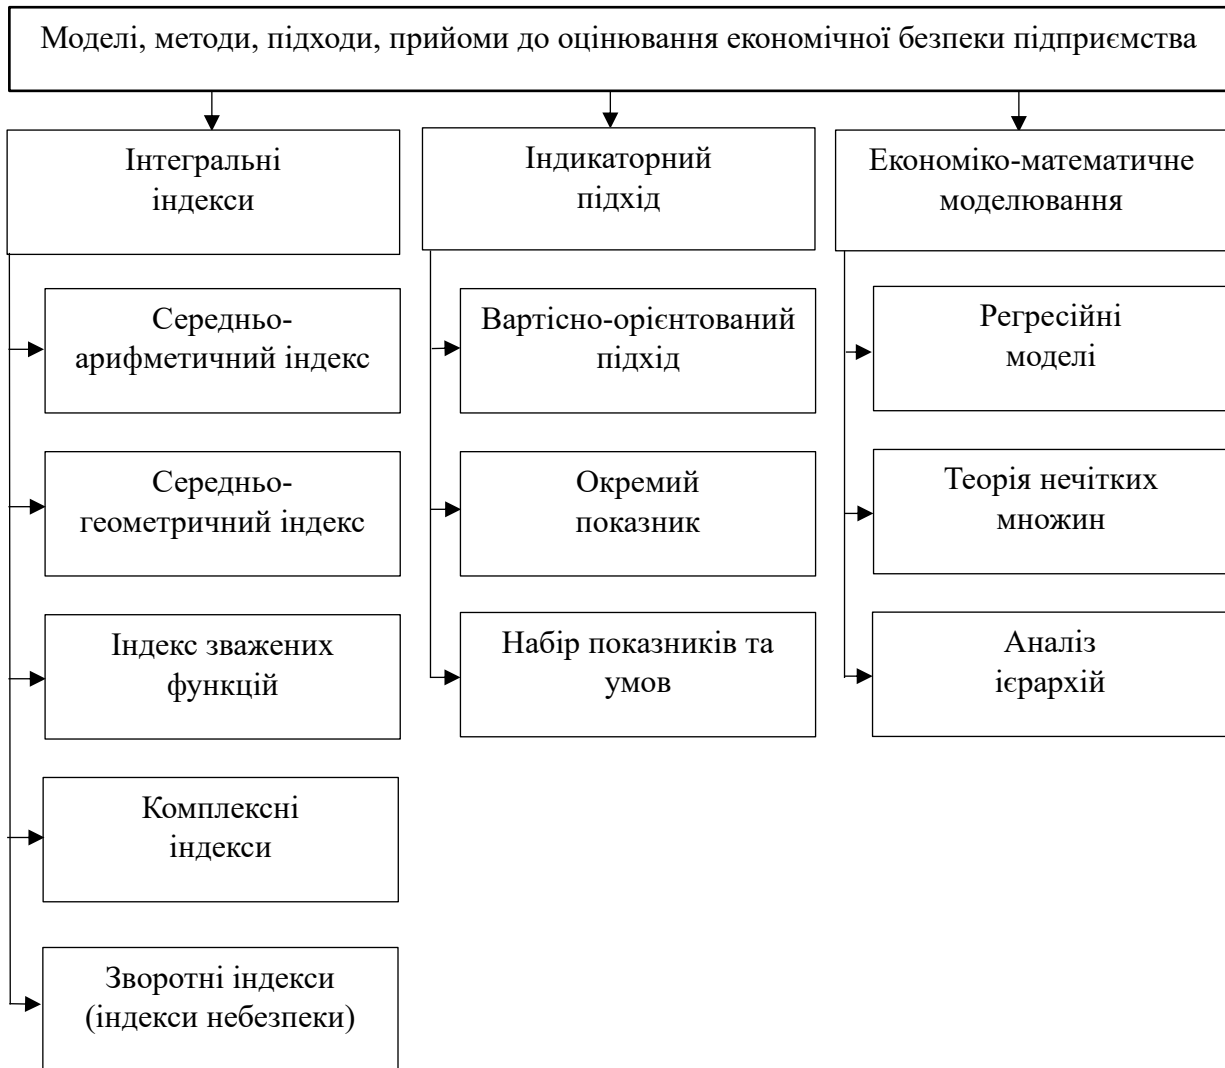 Моделі, методи, підходи, прийоми до оцінювання економічної безпеки підприємства
Інтегральні
індекси
Середньо-
арифметичний індекс
Середньо-
геометричний індекс
Індекс зважених
функцій
Комплексні
індекси
Зворотні індекси
(індекси небезпеки)
Індикаторний
підхід
Вартісно-орієнтований
підхід
Окремий
показник
Набір показників та
умов
Економіко-математичне
моделювання
Регресійні
моделі
Теорія нечітких
множин
Аналіз
ієрархій